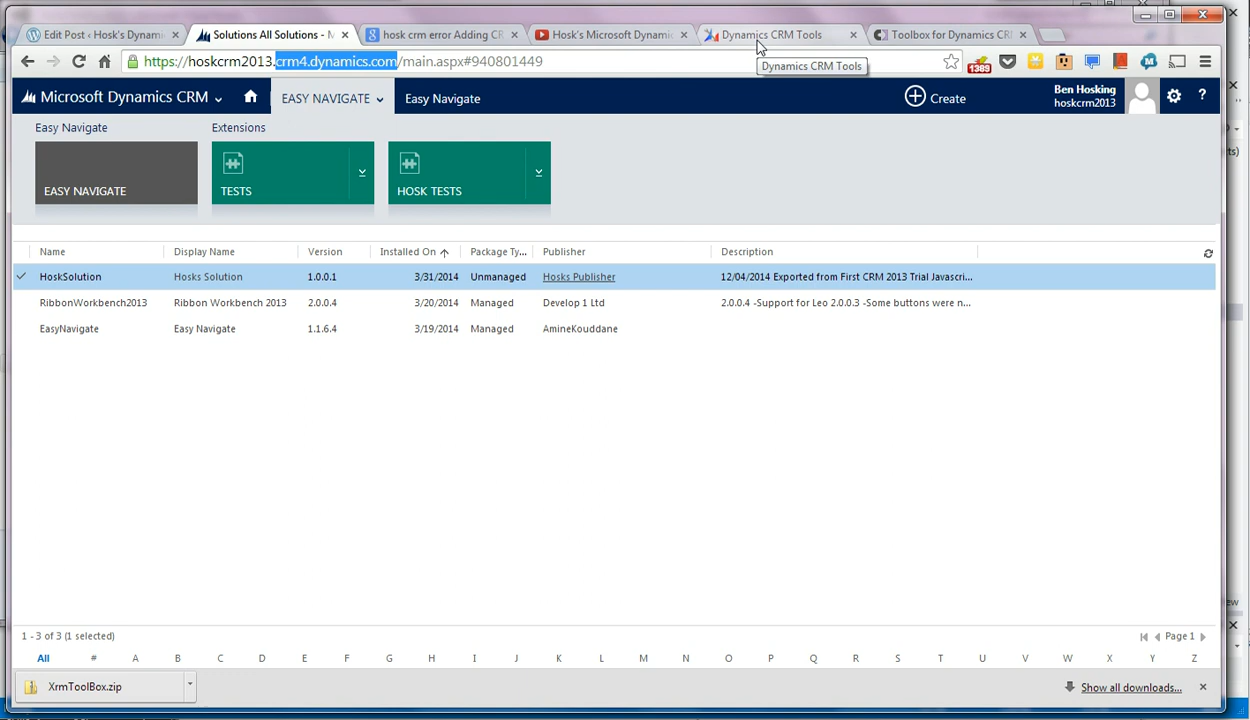 Edit Post ‹ Hosk's Dynami
Solutions All Solutions - M
hosk crm error Adding CR
Hosk's Microsoft Dynami
Dynamics CRM Tools
Toolbox for Dynamics CR
https://hoskcrm2013.crm4.dynamics.com/main.aspx#940801449
Dynamics CRM Tools
1389
Microsoft Dynamics CRM
EASY NAVIGATE
Easy Navigate
Create
Ben Hosking
hoskcrm2013
?
Easy Navigate
Extensions
EASY NAVIGATE
TESTS
HOSK TESTS
Name Display Name Version Installed On Package Ty... Publisher Description
HoskSolution Hosks Solution 1.0.0.1 3/31/2014 Unmanaged Hosks Publisher 12/04/2014 Exported from First CRM 2013 Trial Javascri...
RibbonWorkbench2013 Ribbon Workbench 2013 2.0.0.4 3/20/2014 Managed Develop 1 Ltd 2.0.0.4 -Support for Leo 2.0.0.3 -Some buttons were n...
EasyNavigate Easy Navigate 1.1.6.4 3/19/2014 Managed AmineKouddane
1 - 3 of 3 (1 selected)
Page 1
All # A B C D E F G H I J K L M N O P Q R S T U V W X Y Z
XrmToolBox.zip
Show all downloads...